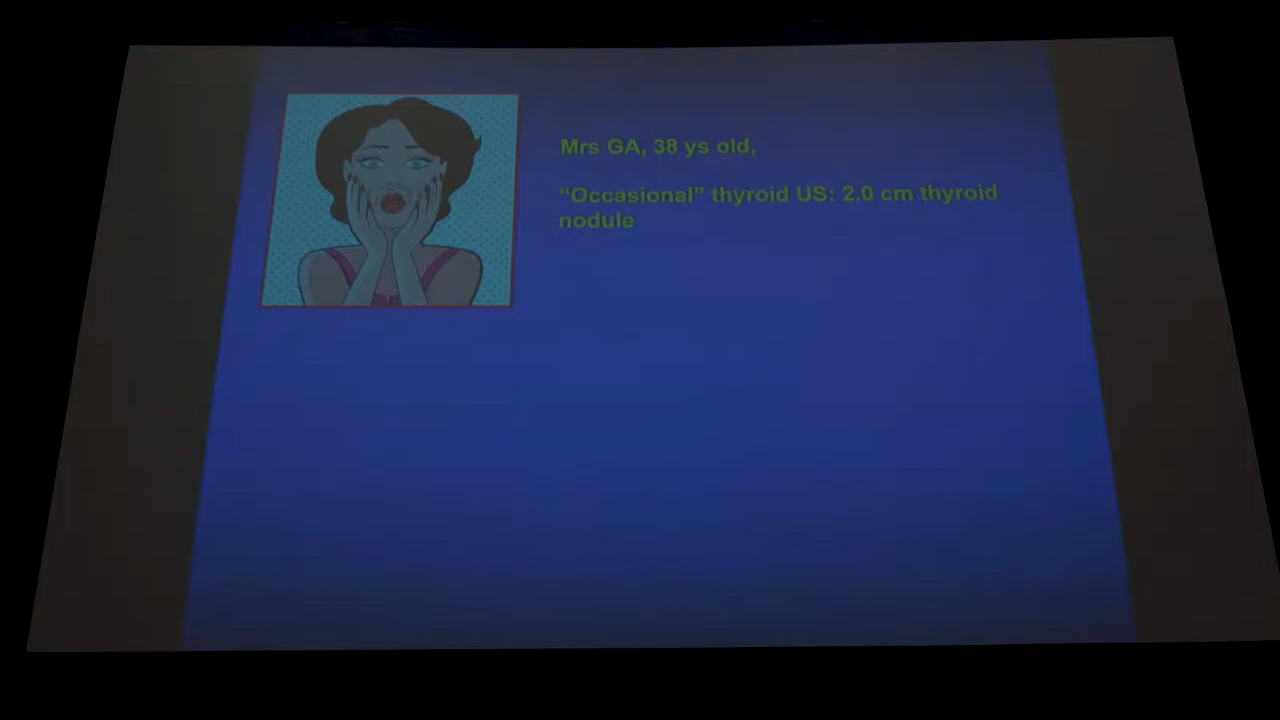 Mrs GA, 38 ys old,
“Occasional” thyroid US: 2.0 cm thyroid
nodule